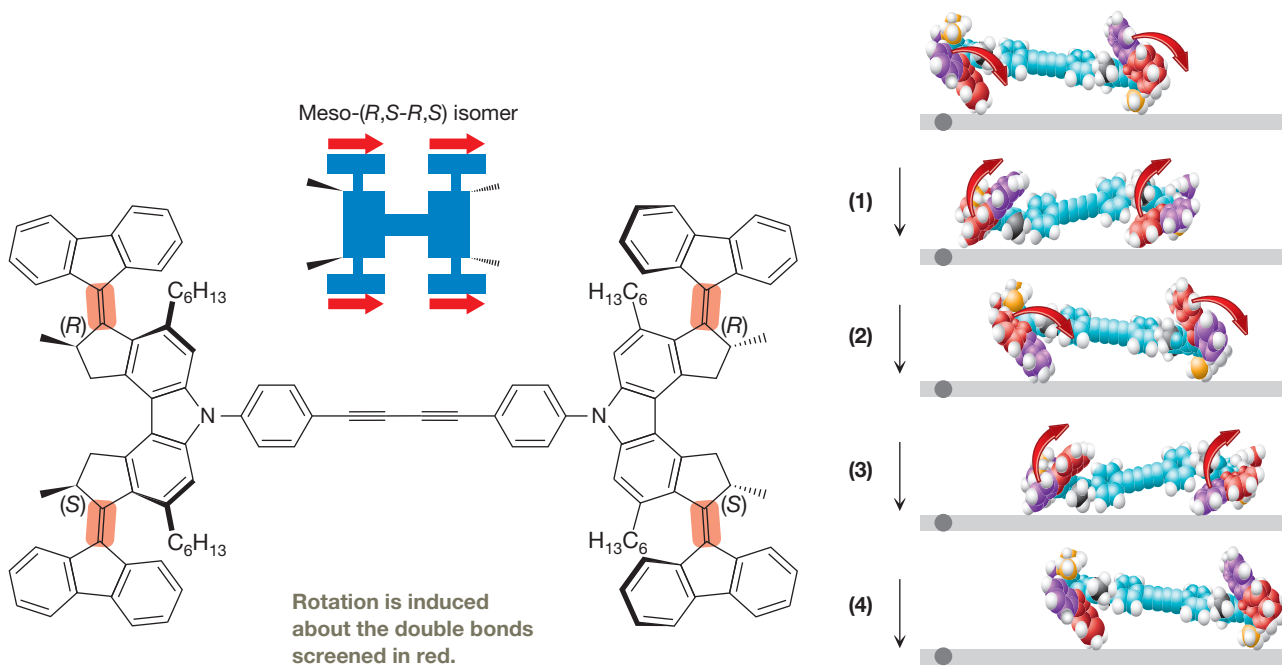 Meso-(R,S-R,S) isomer
C₆H₁₃
H₁₃C₆
(R)
(R)
N
N
(S)
(S)
C₆H₁₃
H₁₃C₆
Rotation is induced
about the double bonds
screened in red.
(1)
(2)
(3)
(4)